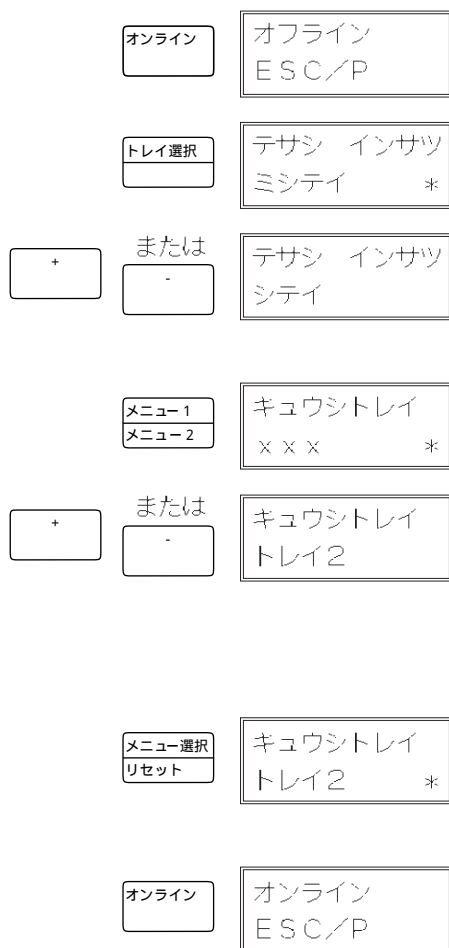 オンライン
オフライン
ESC/P
トレイ選択
テサシ インサツ
ミシテイ *
+
または
-
テサシ インサツ
シテイ
メニュー1
メニュー2
キュウシトレイ
xxx *
+
または
-
キュウシトレイ
トレイ2
メニュー選択
リセット
キュウシトレイ
トレイ2 *
オンライン
オンライン
ESC/P